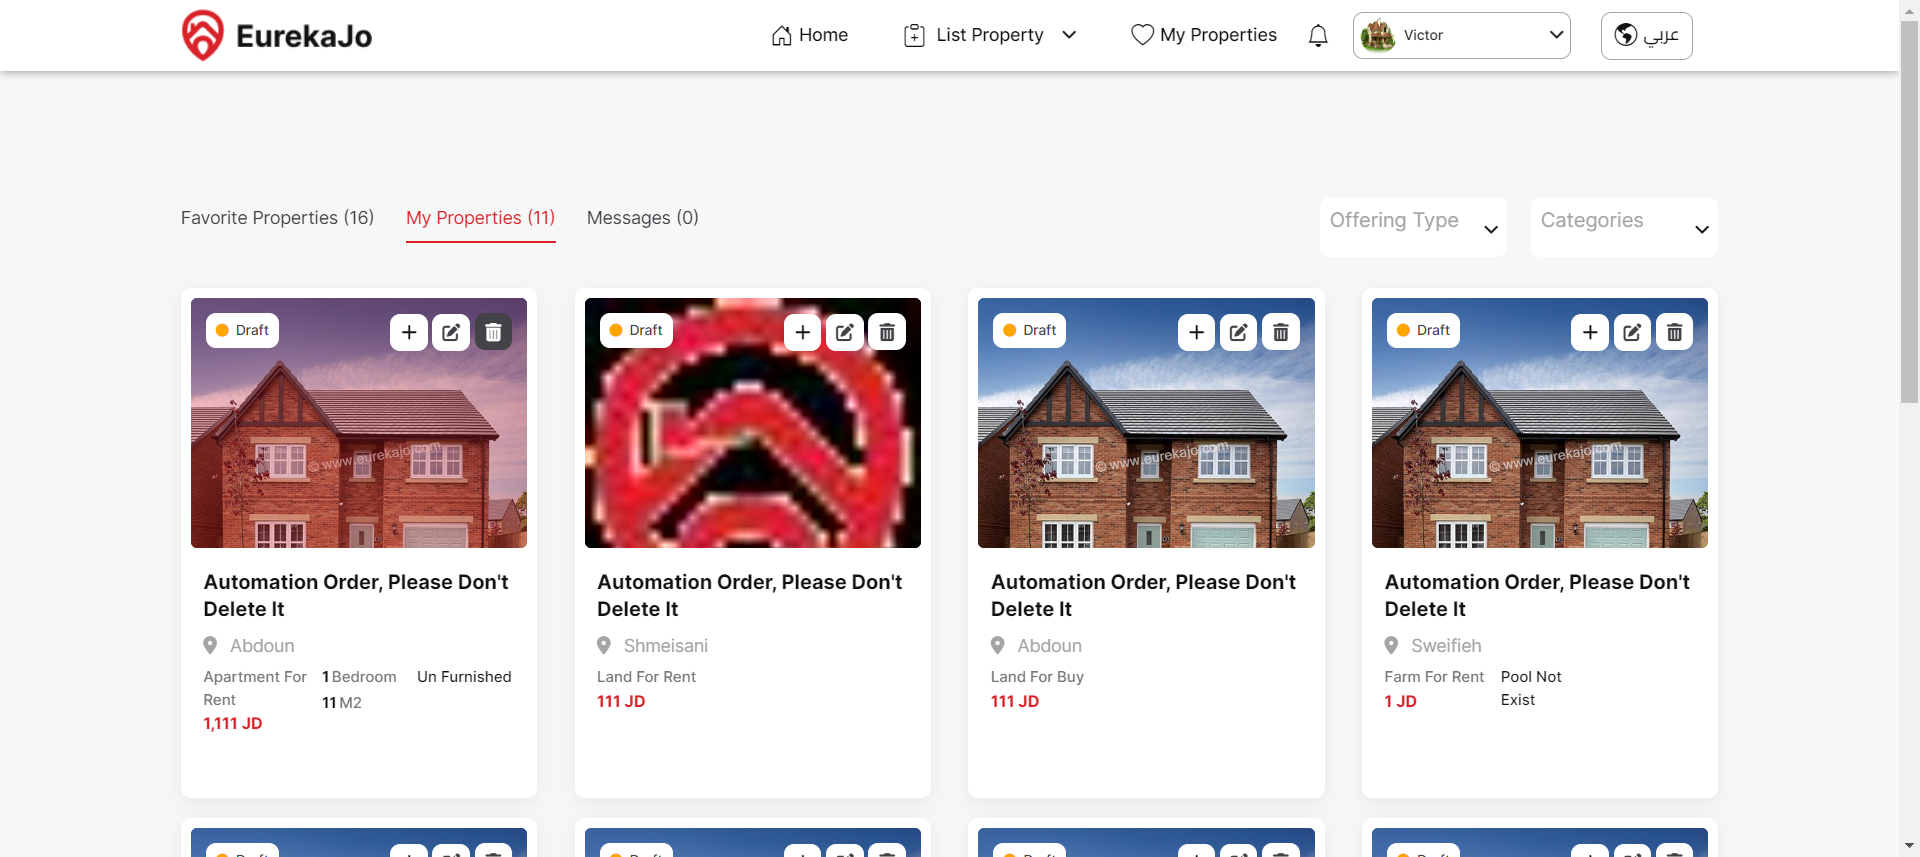 EurekaJo
Home
List Property
My Properties
Victor
عربي
Favorite Properties (16)
My Properties (11)
Messages (0)
Offering Type
Categories
Draft
© www.eurekajo.com
Automation Order, Please Don't
Delete It
Abdoun
Apartment For
Rent
1 Bedroom
11 M2
Un Furnished
1,111 JD
Draft
Automation Order, Please Don't
Delete It
Shmeisani
Land For Rent
111 JD
Draft
© www.eurekajo.com
Automation Order, Please Don't
Delete It
Abdoun
Land For Buy
111 JD
Draft
© www.eurekajo.com
Automation Order, Please Don't
Delete It
Sweifieh
Farm For Rent
Pool Not
Exist
1 JD
Draft
Draft
Draft
Draft